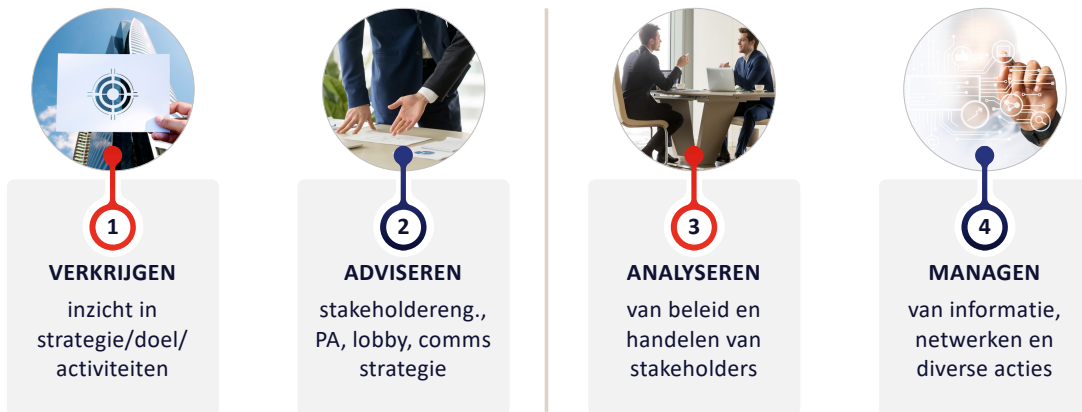 1
VERKRIJGEN
inzicht in
strategie/doel/
activiteiten
2
ADVISEREN
stakeholdereng.,
PA, lobby, comms
strategie
3
ANALYSEREN
van beleid en
handelen van
stakeholders
4
MANAGEN
van informatie,
netwerken en
diverse acties